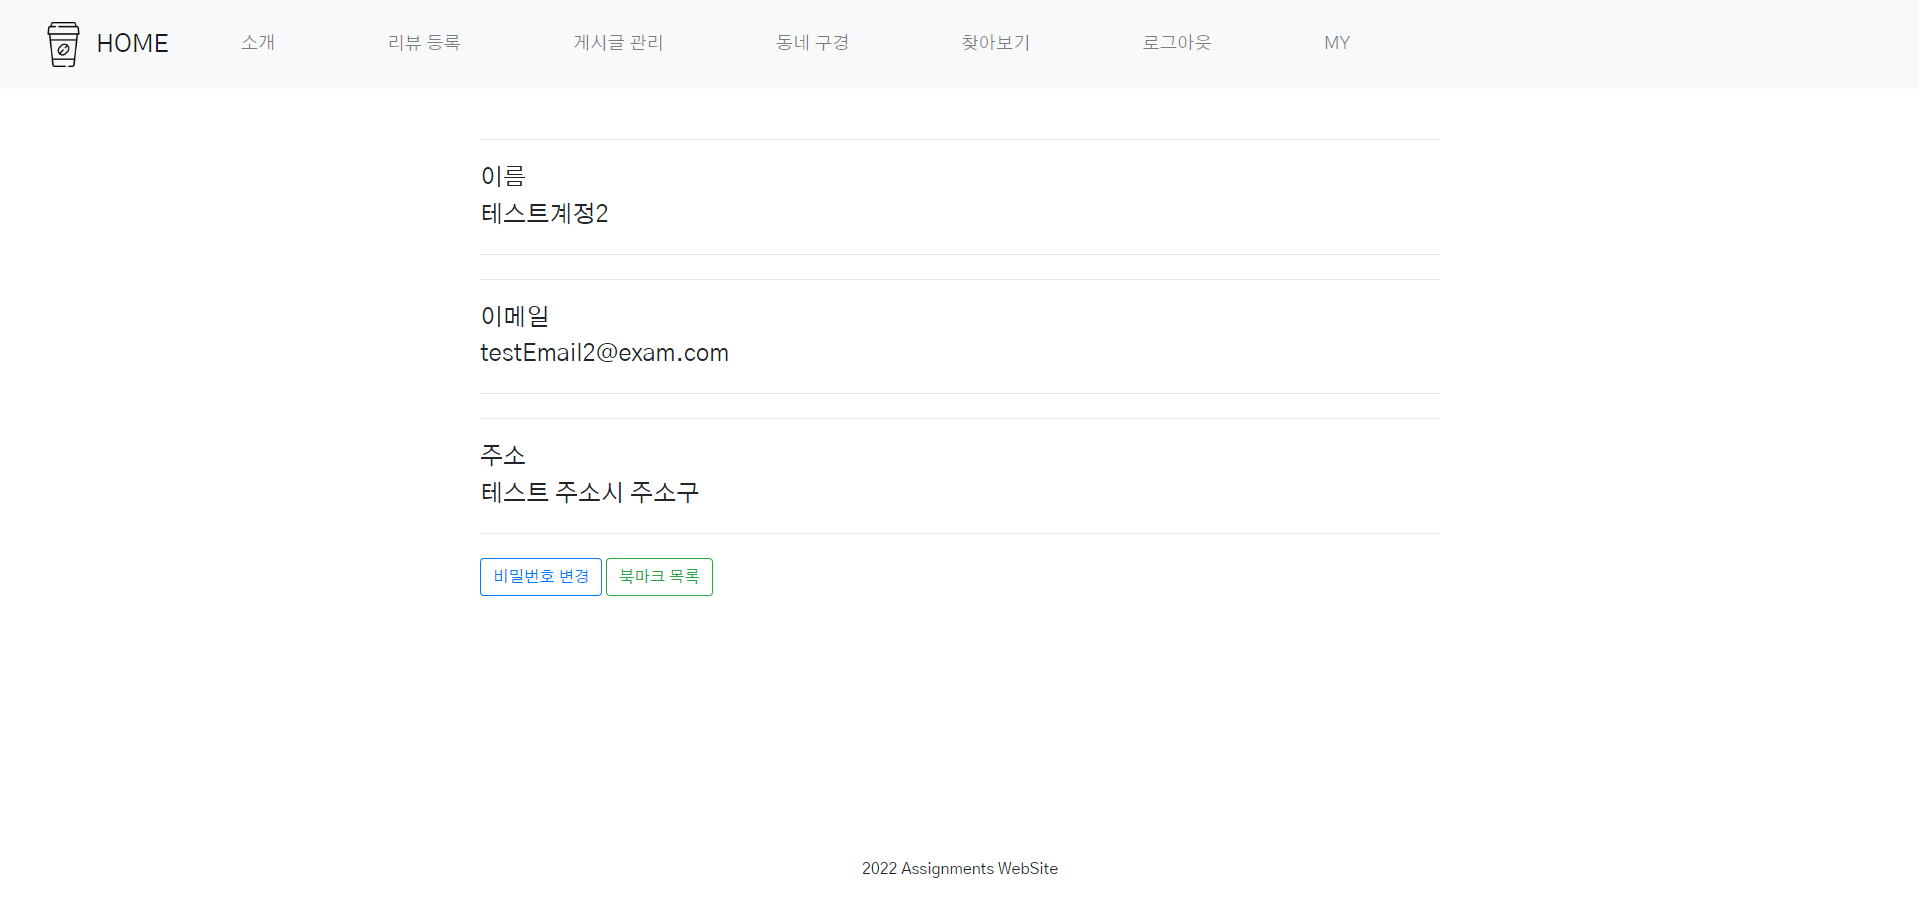 HOME 소개 리뷰 등록 게시글 관리 동네 구경 찾아보기 로그아웃 MY
이름
테스트계정2
이메일
testEmail2@exam.com
주소
테스트 주소시 주소구
비밀번호 변경 북마크 목록
2022 Assignments WebSite